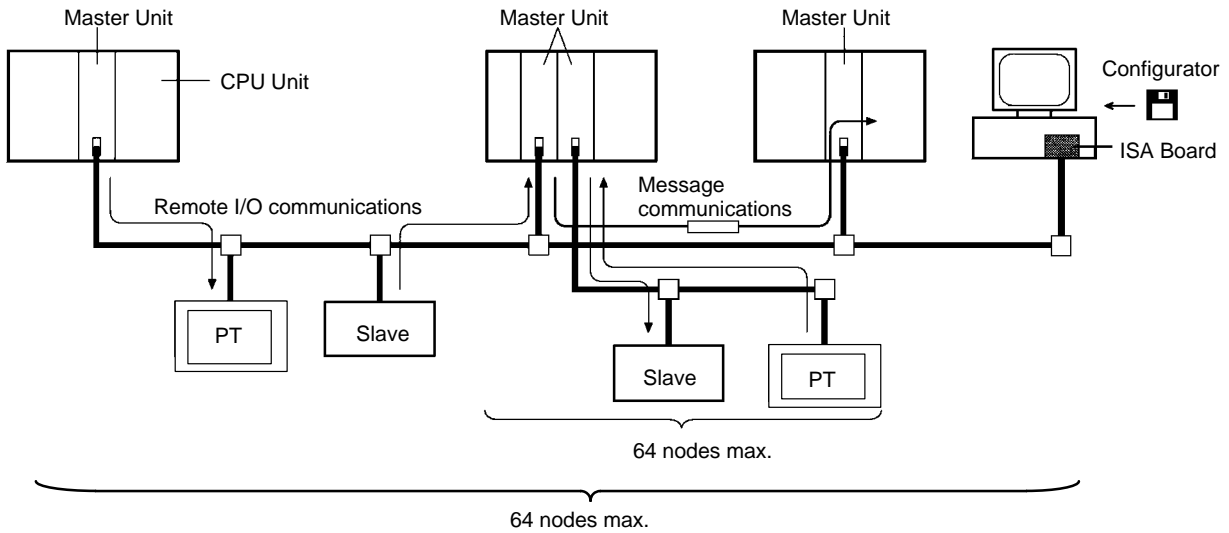 Master Unit
Master Unit
Master Unit
CPU Unit
Configurator
ISA Board
Remote I/O communications
Message
communications
PT
Slave
Slave
PT
64 nodes max.
64 nodes max.